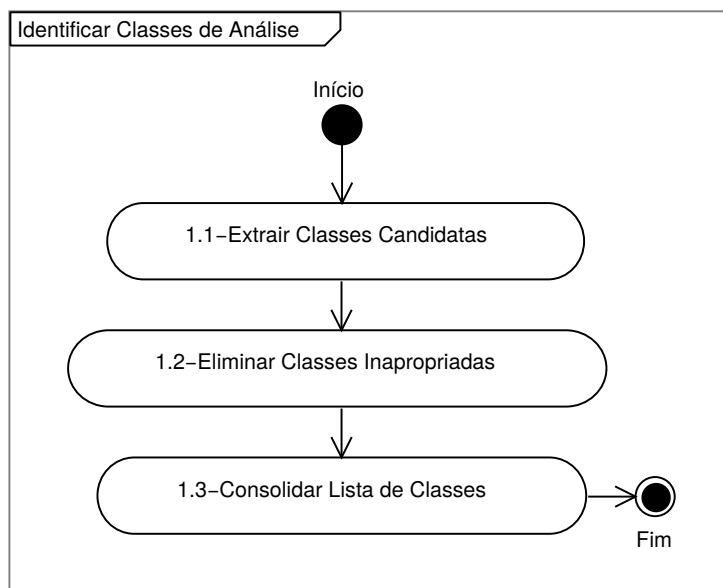 Identificar Classes de Análise
Início
1.1−Extrair Classes Candidatas
1.2−Eliminar Classes Inapropriadas
1.3−Consolidar Lista de Classes
Fim